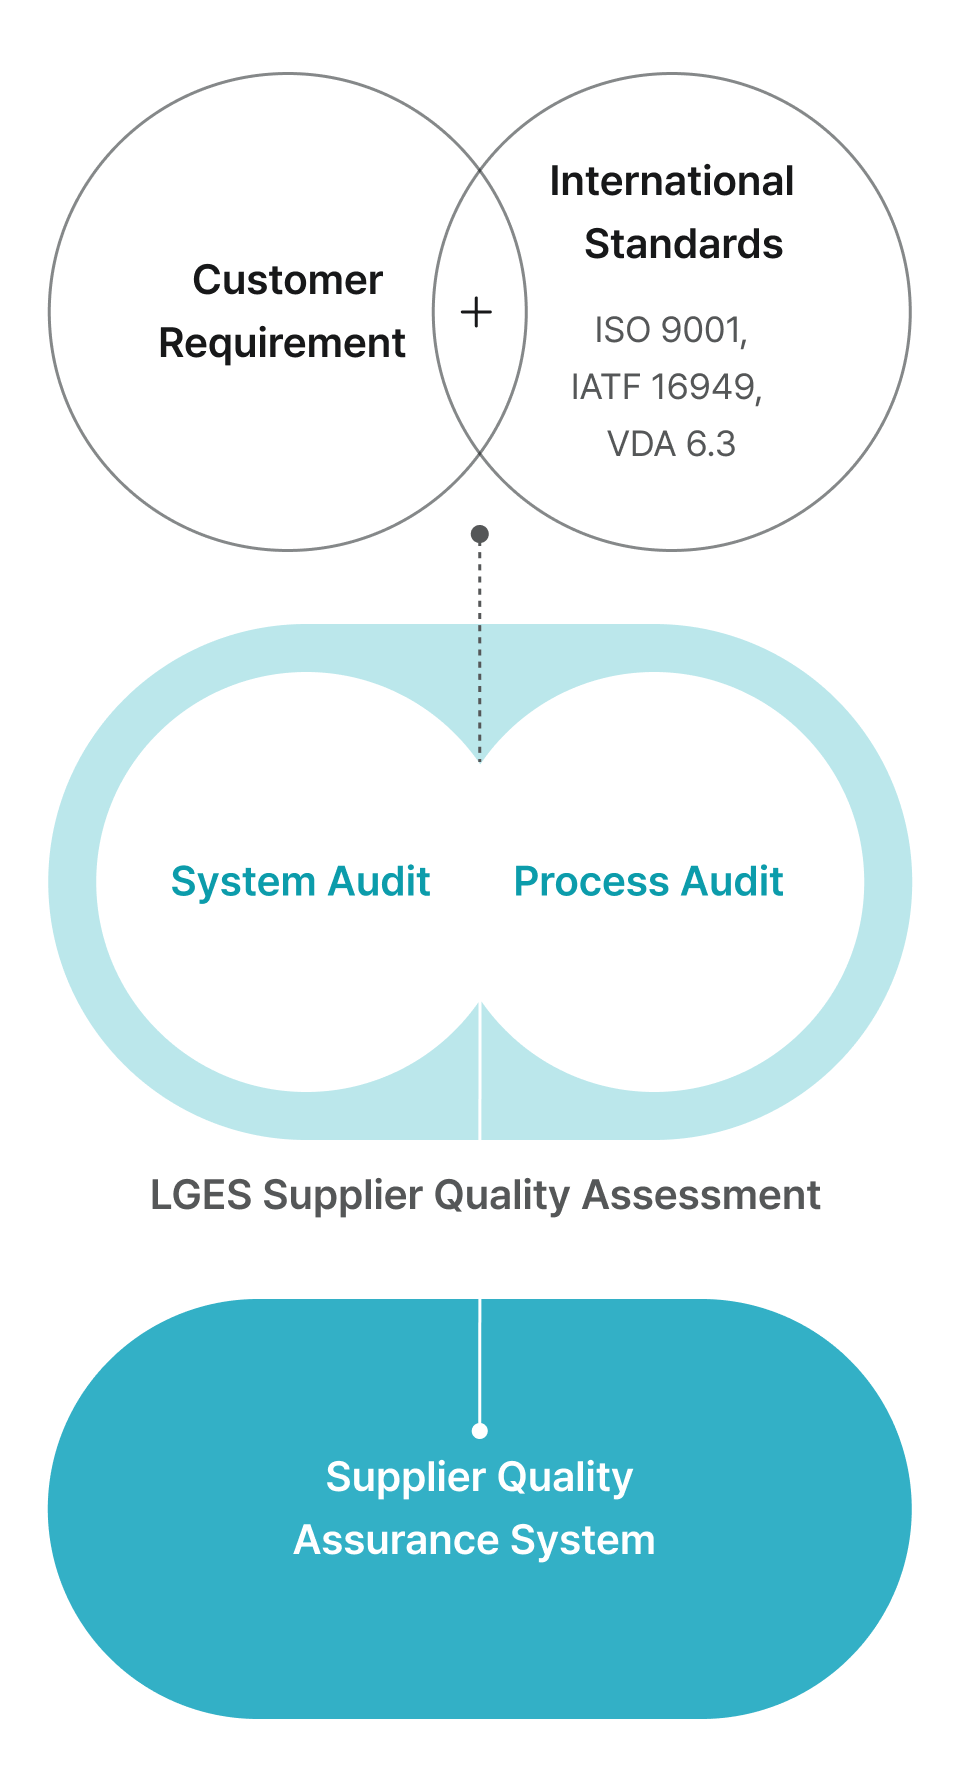 Customer
Requirement
+
International
Standards
ISO 9001,
IATF 16949,
VDA 6.3
System Audit
Process Audit
LGES Supplier Quality Assessment
Supplier Quality
Assurance System